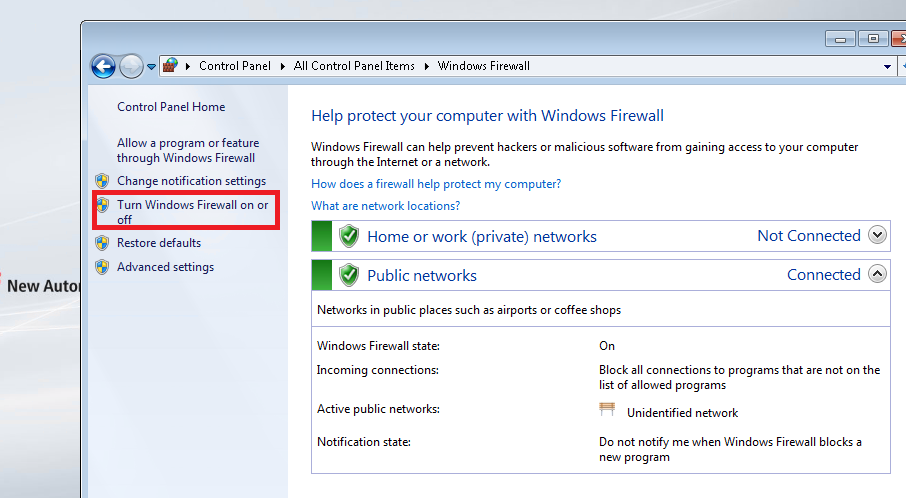 Control Panel
All Control Panel Items
Windows Firewall
Control Panel Home
Allow a program or feature
through Windows Firewall
Change notification settings
Turn Windows Firewall on or
off
Restore defaults
Advanced settings
New Autor
Help protect your computer with Windows Firewall
Windows Firewall can help prevent hackers or malicious software from gaining access to your computer
through the Internet or a network.
How does a firewall help protect my computer?
What are network locations?
Home or work (private) networks
Not Connected
Public networks
Connected
Networks in public places such as airports or coffee shops
Windows Firewall state:
On
Incoming connections:
Block all connections to programs that are not on the
list of allowed programs
Active public networks:
Unidentified network
Notification state:
Do not notify me when Windows Firewall blocks a
new program